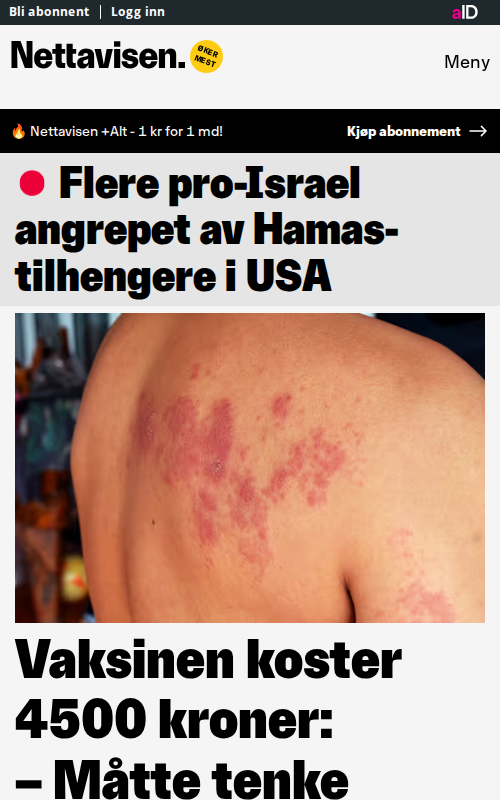 Bli abonnent | Logg inn
aID
Nettavisen.
ØKER
MEST
Meny
🔥 Nettavisen +Alt - 1 kr for 1 md!
Kjøp abonnement →
Flere pro-Israel
angrepet av Hamas-
tilhengere i USA
Vaksinen koster
4500 kroner:
– Måtte tenke